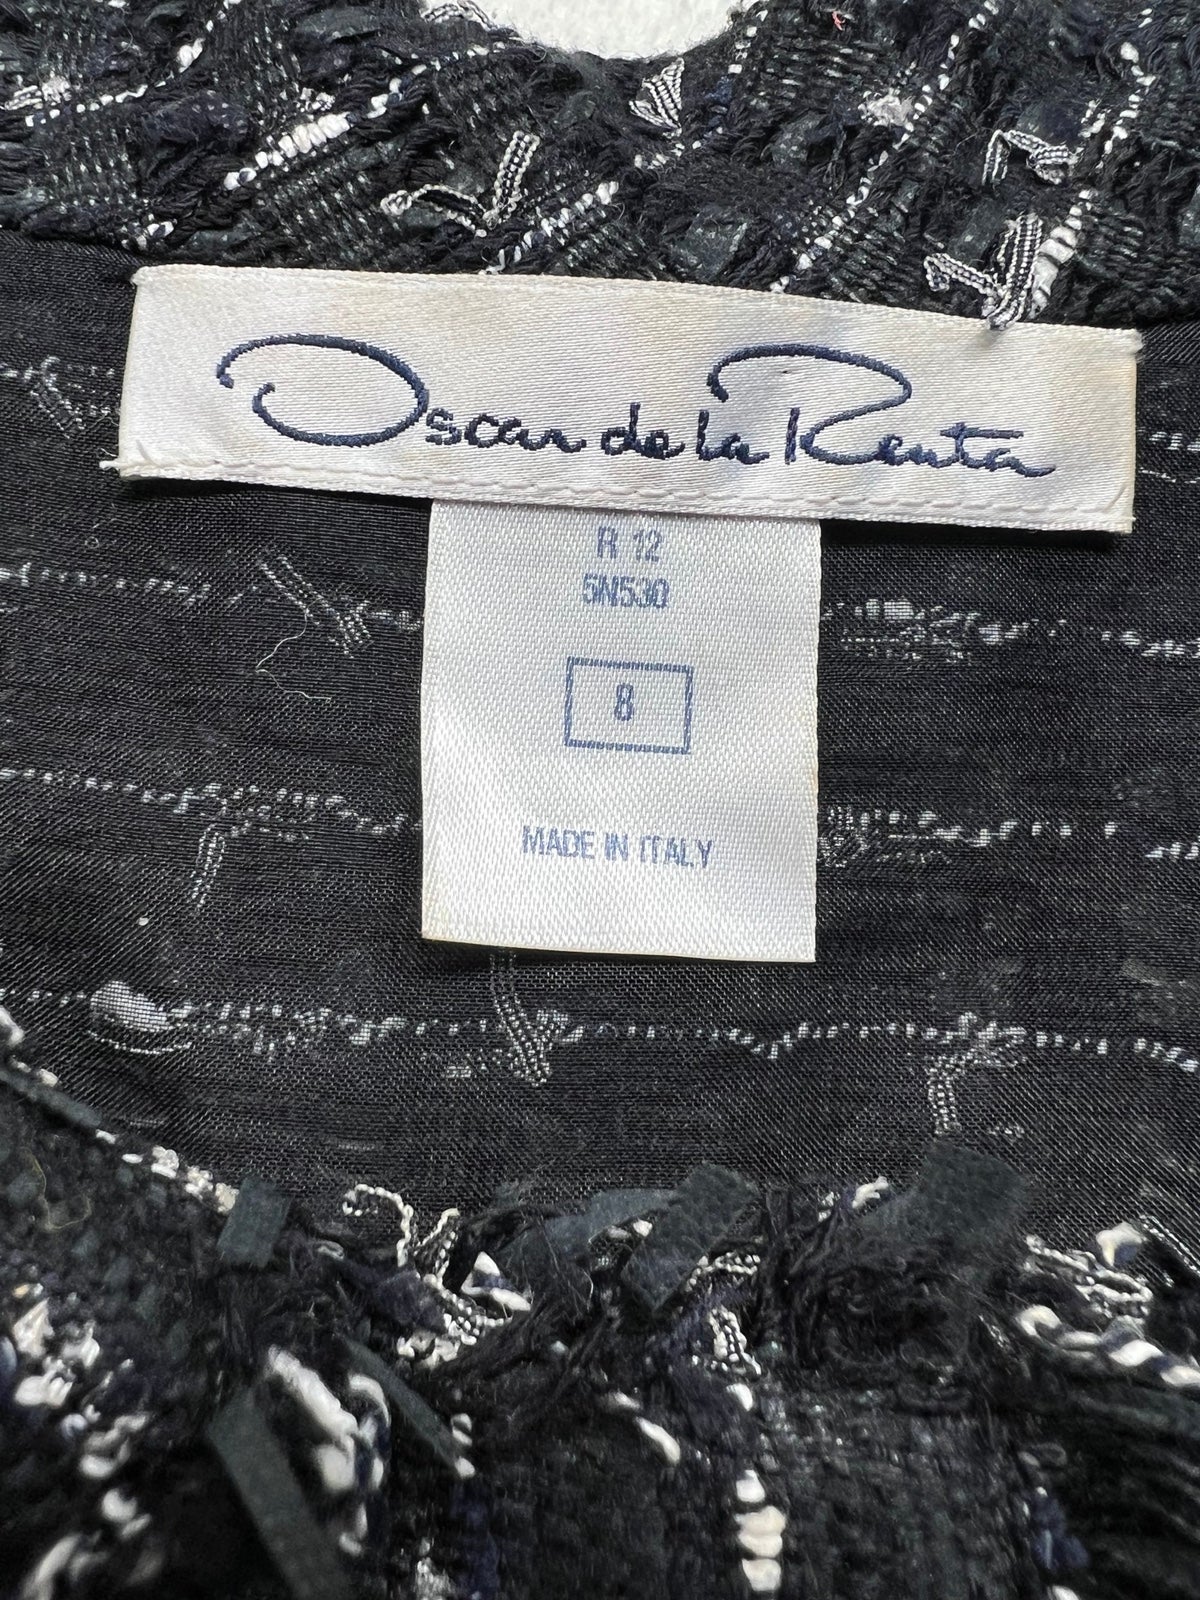 Oscar de la Renta
R 12
5N530
8
MADE IN ITALY